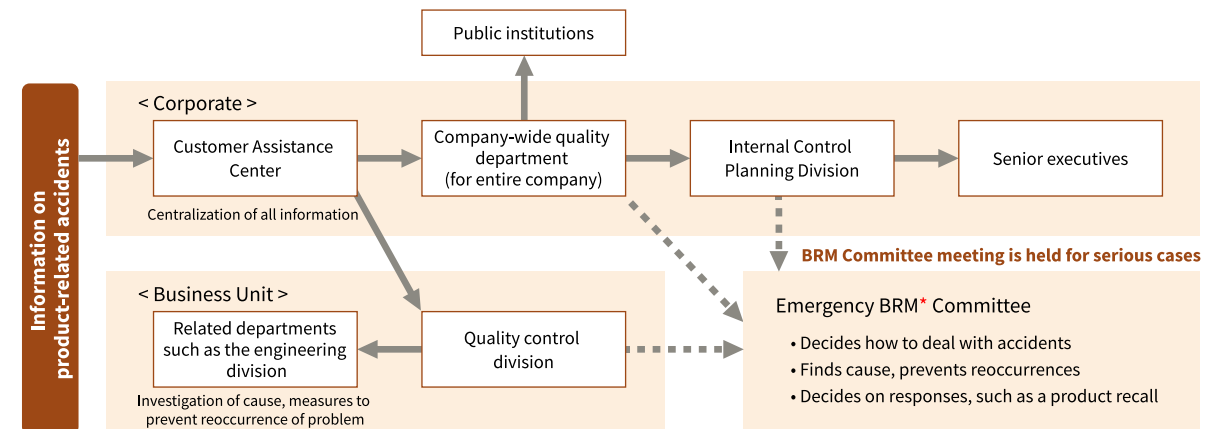 Public institutions
Information on
product-related accidents
< Corporate >
Customer Assistance
Center
Centralization of all information
Company-wide quality
department
(for entire company)
Internal Control
Planning Division
Senior executives
BRM Committee meeting is held for serious cases
< Business Unit >
Related departments
such as the engineering
division
Investigation of cause, measures to
prevent reoccurrence of problem
Quality control
division
Emergency BRM* Committee
• Decides how to deal with accidents
• Finds cause, prevents reoccurrences
• Decides on responses, such as a product recall